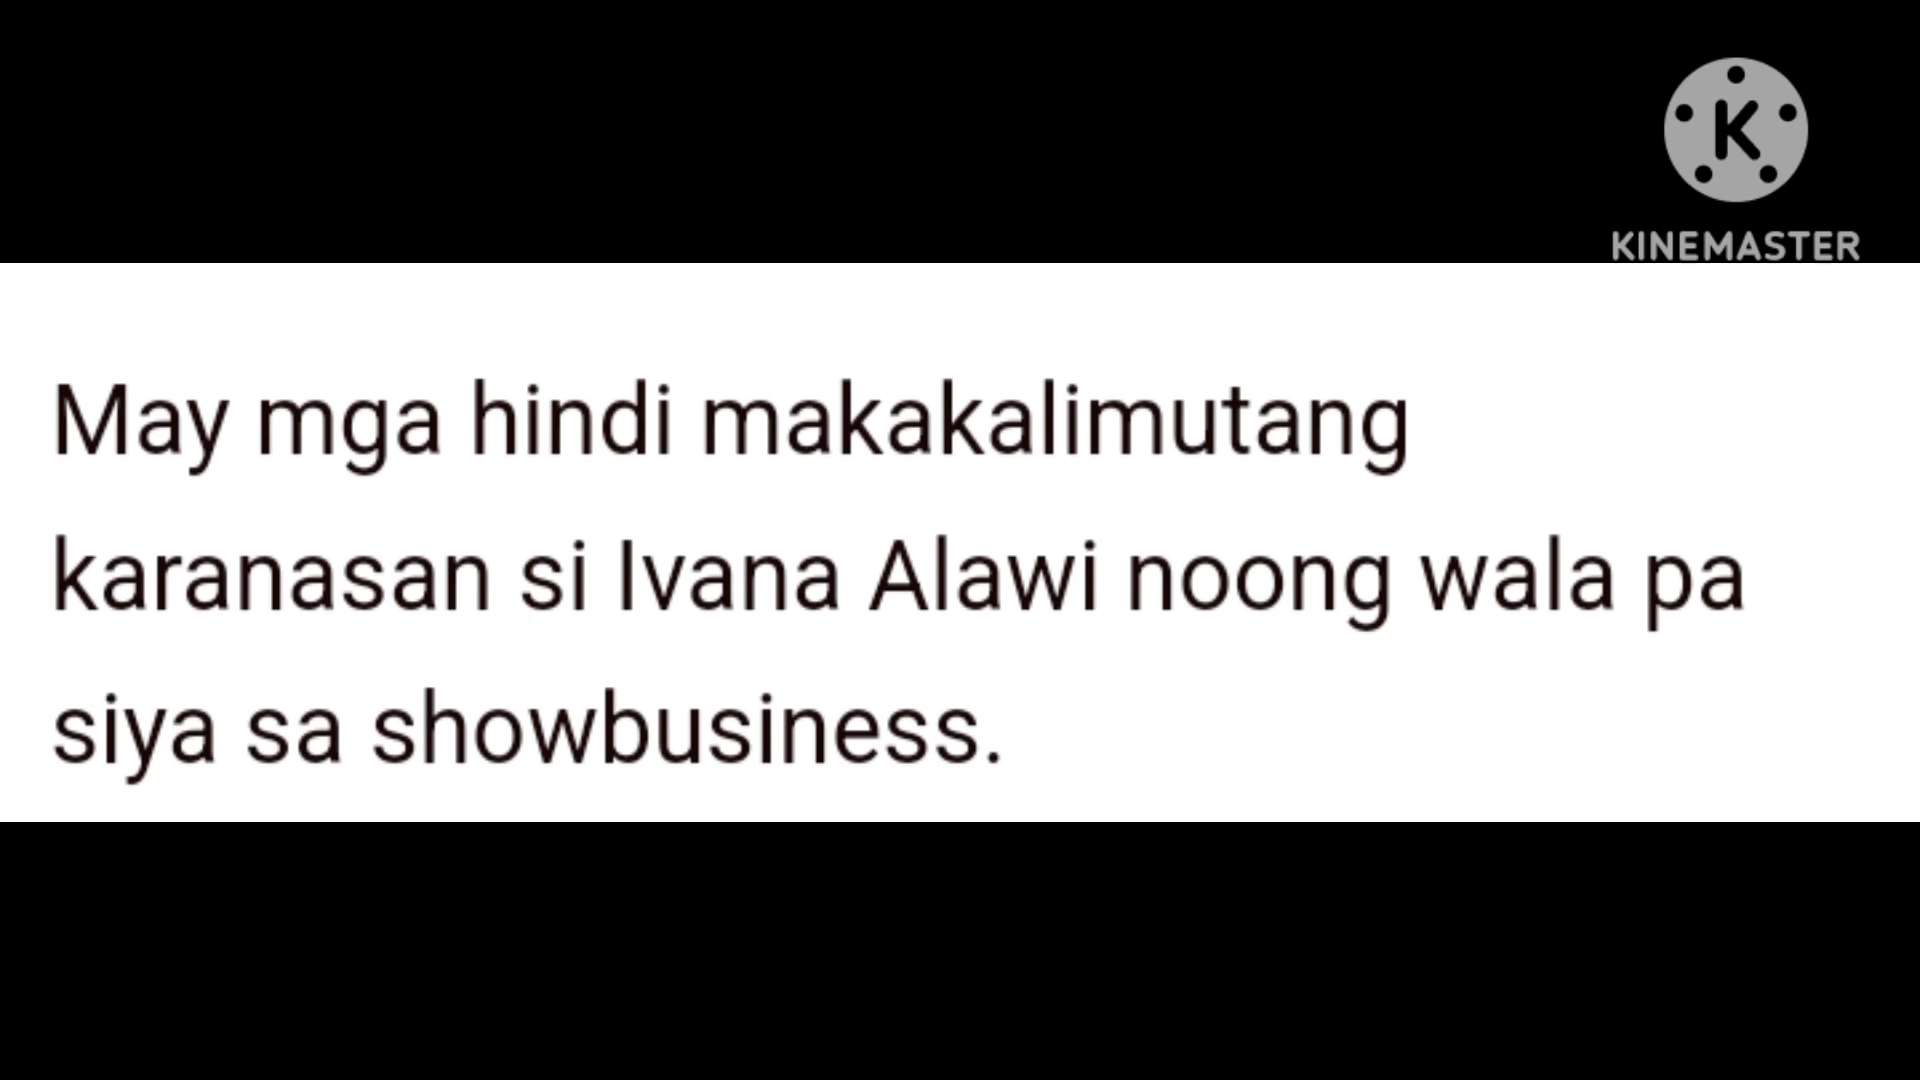 KINEMASTER
May mga hindi makakalimutang
karanasan si Ivana Alawi noong wala pa
siya sa showbusiness.